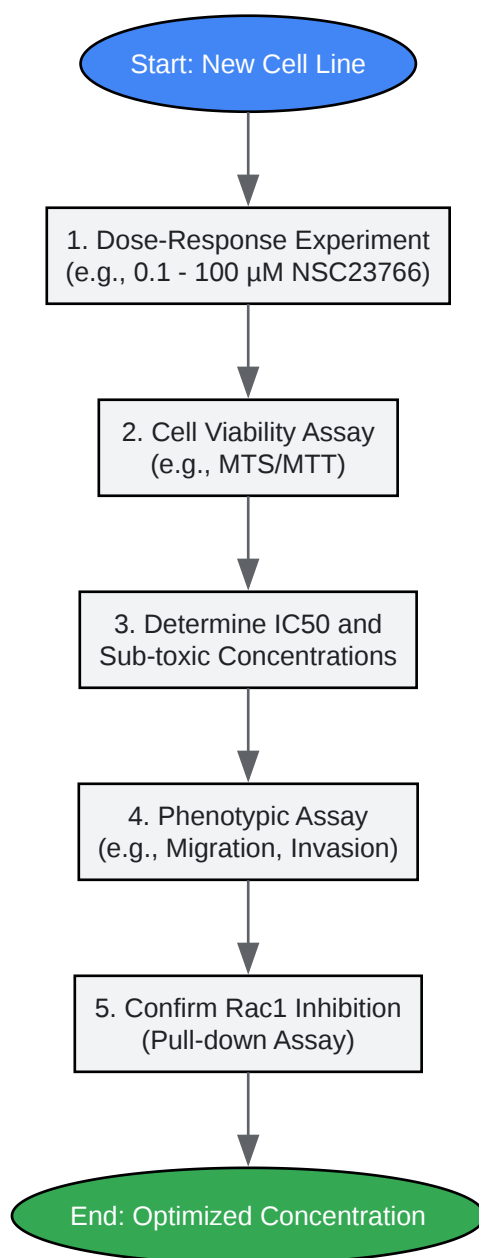 Start: New Cell Line
1. Dose-Response Experiment
(e.g., 0.1 - 100 µM NSC23766)
2. Cell Viability Assay
(e.g., MTS/MTT)
3. Determine IC50 and
Sub-toxic Concentrations
4. Phenotypic Assay
(e.g., Migration, Invasion)
5. Confirm Rac1 Inhibition
(Pull-down Assay)
End: Optimized Concentration